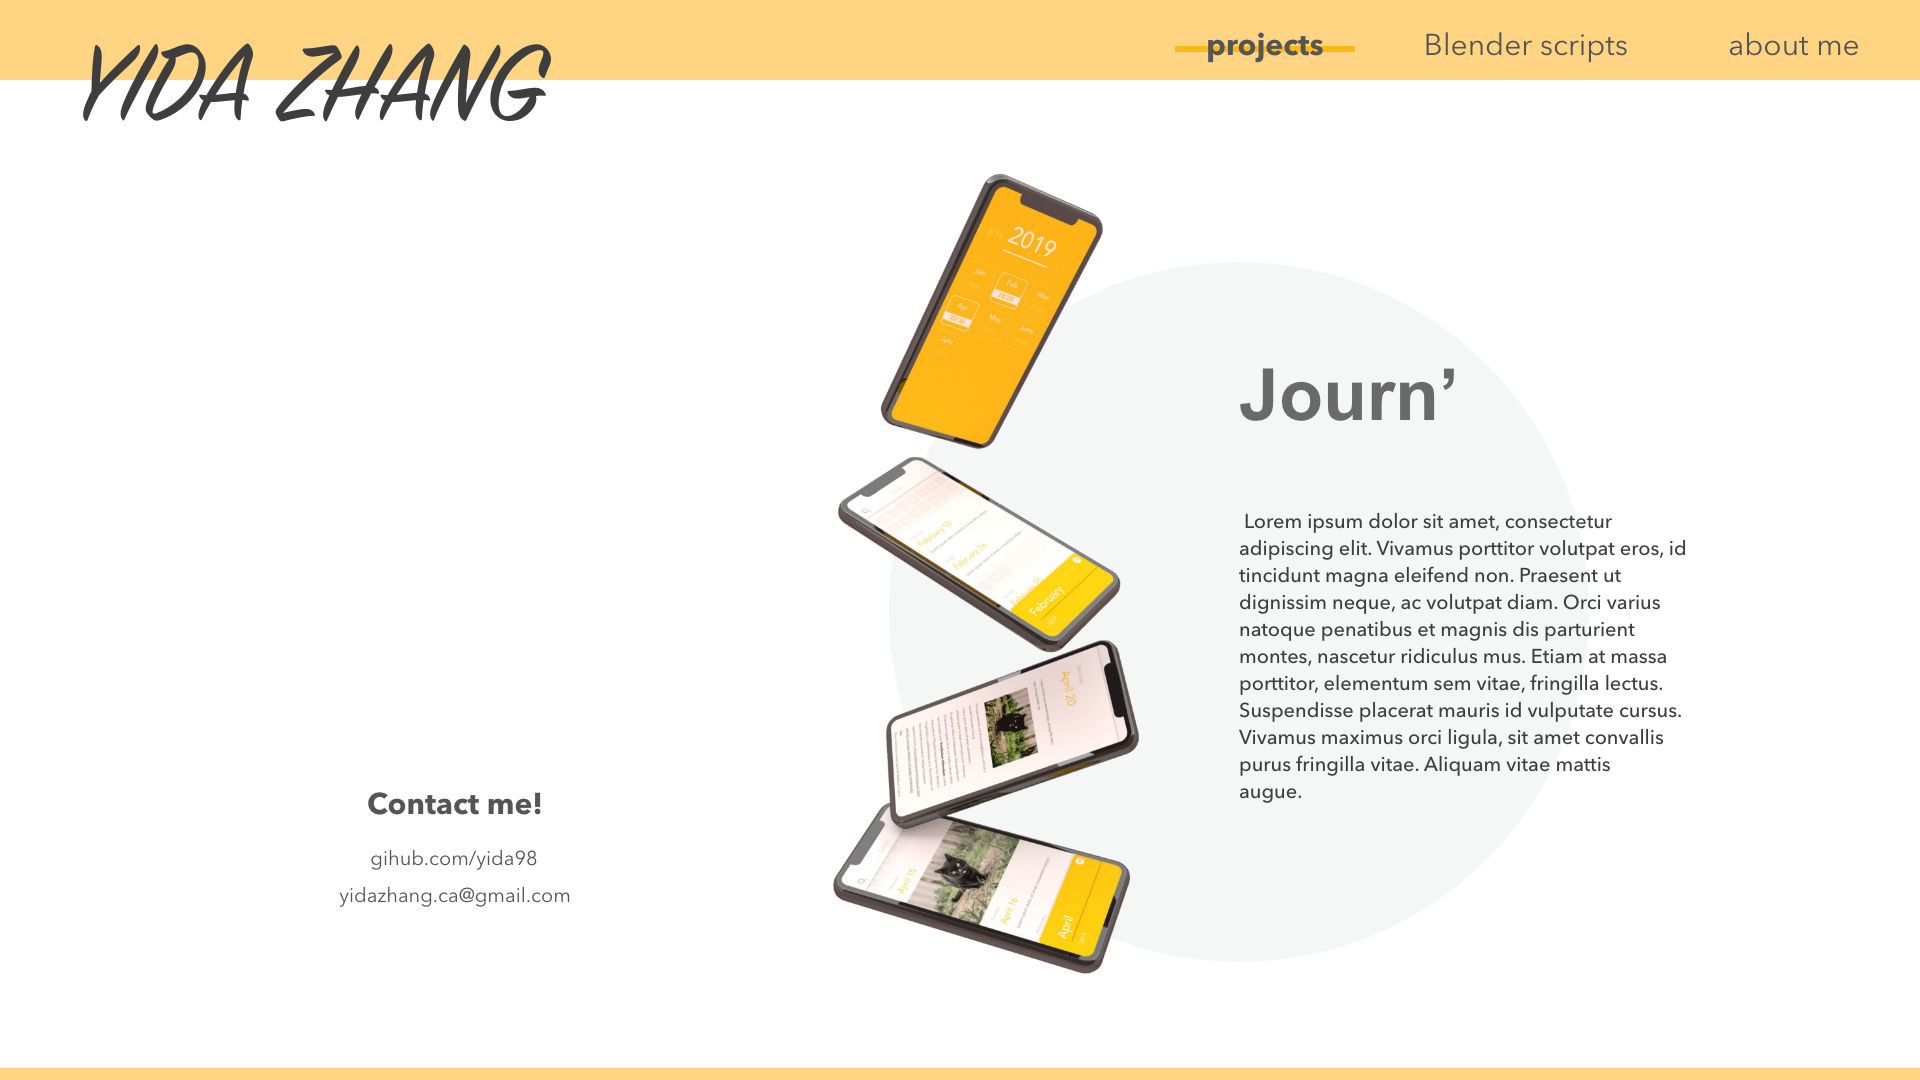 YIDA ZHANG
projects
Blender scripts
about me
2019
Jan
Feb
Mar
Apr
May
June
July
February 15
February 16
February
April 20
April 15
April 16
April
Journ’
Lorem ipsum dolor sit amet, consectetur
adipiscing elit. Vivamus porttitor volutpat eros, id
tincidunt magna eleifend non. Praesent ut
dignissim neque, ac volutpat diam. Orci varius
natoque penatibus et magnis dis parturient
montes, nascetur ridiculus mus. Etiam at massa
porttitor, elementum sem vitae, fringilla lectus.
Suspendisse placerat mauris id vulputate cursus.
Vivamus maximus orci ligula, sit amet convallis
purus fringilla vitae. Aliquam vitae mattis
augue.
Contact me!
gihub.com/yida98
yidazhang.ca@gmail.com